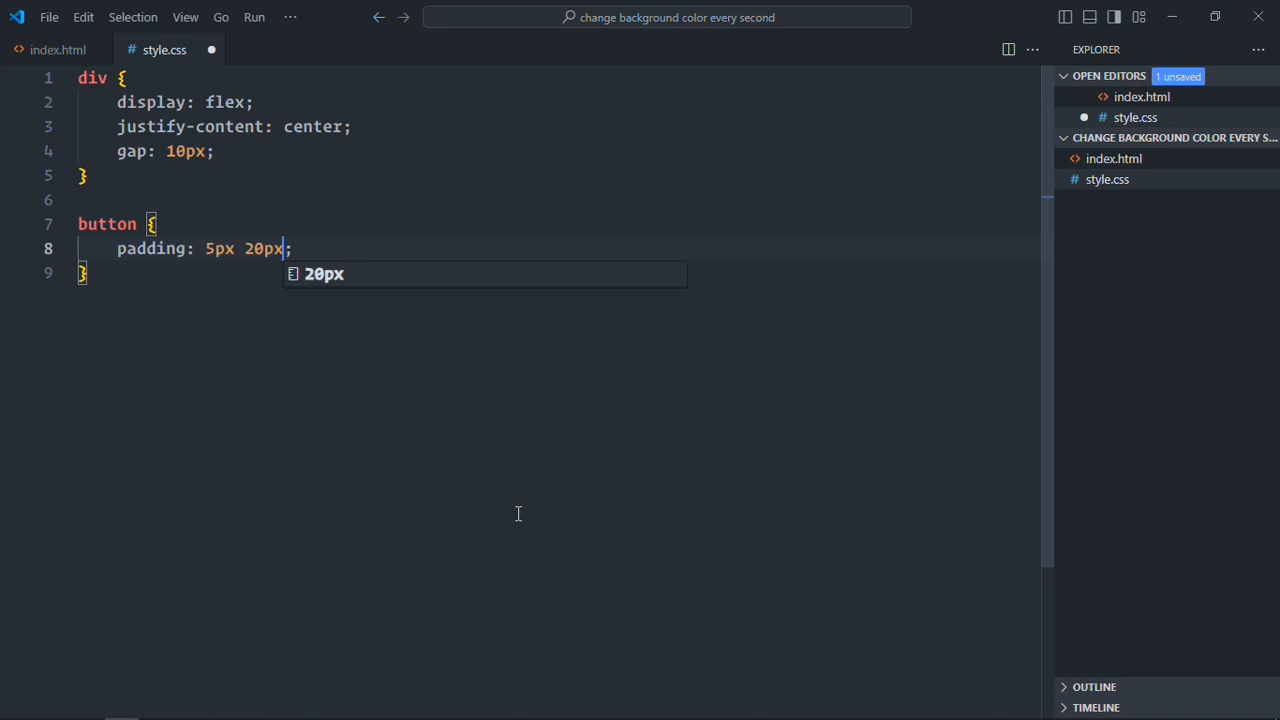 File Edit Selection View Go Run ···
change background color every second
index.html
style.css
1 div {
2 display: flex;
3 justify-content: center;
4 gap: 10px;
5 }
6
7 button {
8 padding: 5px 20px;
9 }
20px
EXPLORER
OPEN EDITORS 1 unsaved
index.html
style.css
CHANGE BACKGROUND COLOR EVERY S...
index.html
style.css
OUTLINE
TIMELINE